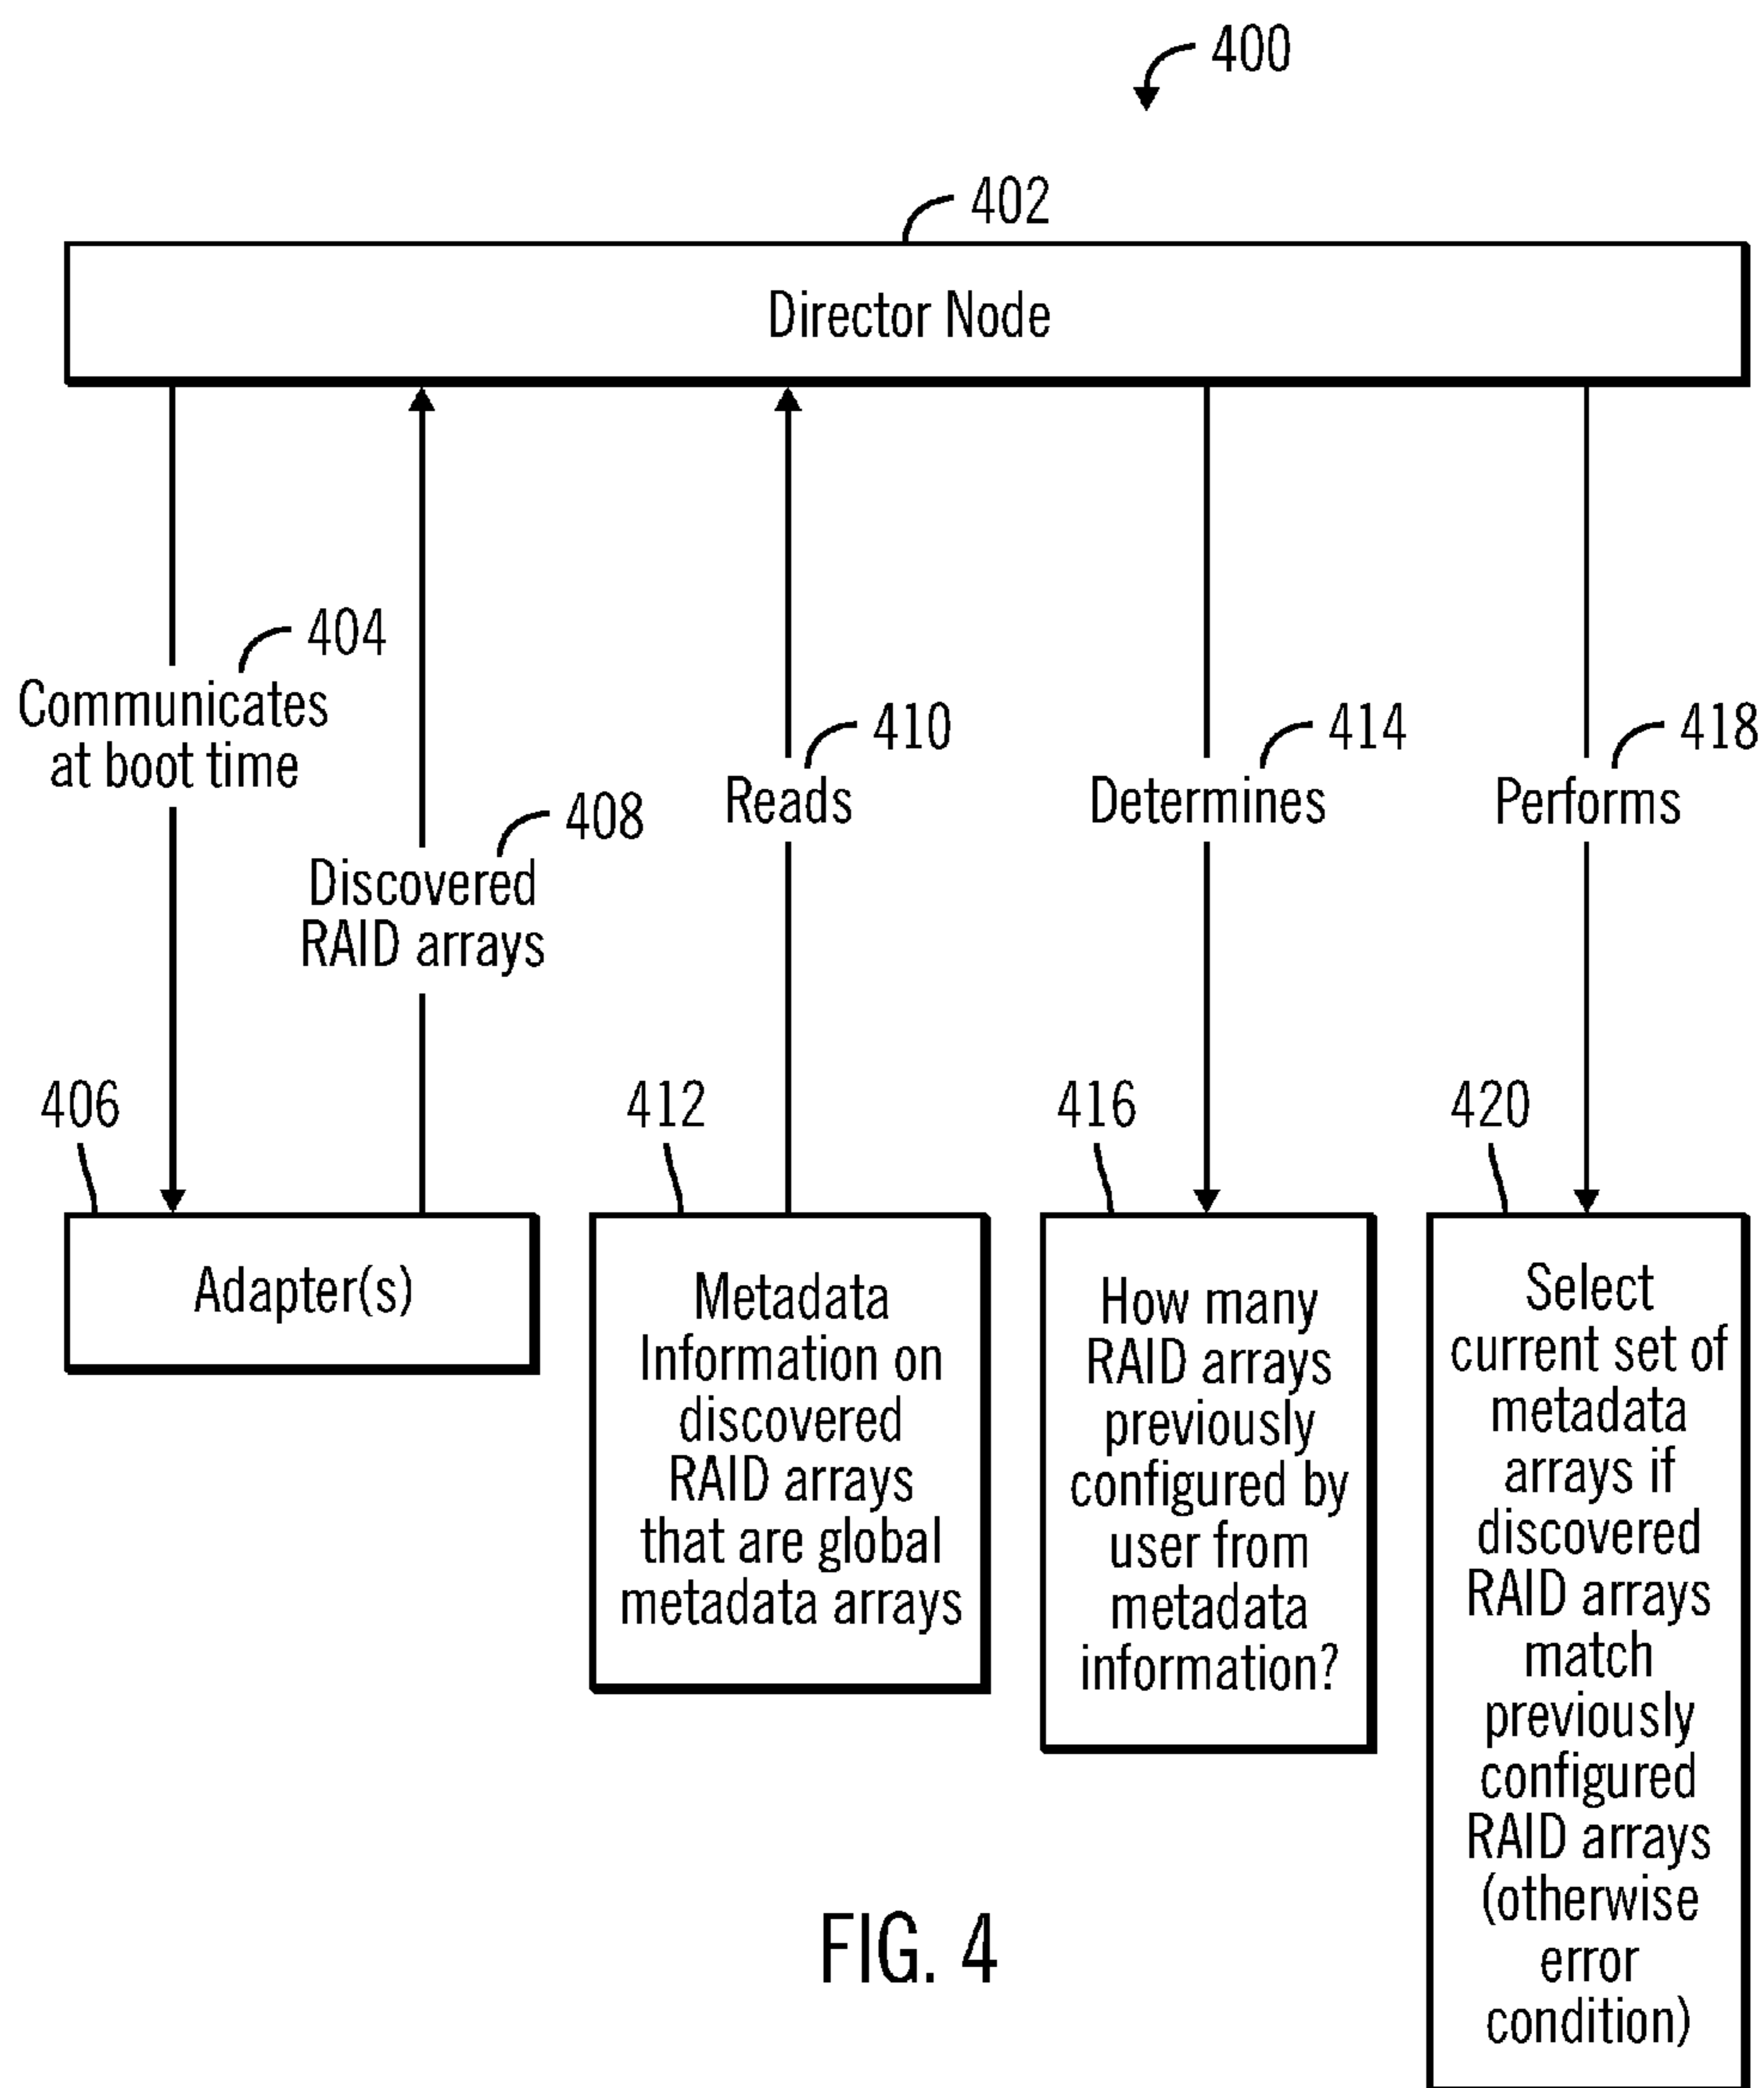 400
402
Director Node
404
Communicates
at boot time
408
Discovered
RAID arrays
410
Reads
414
Determines
418
Performs
406
Adapter(s)
412
Metadata
Information on
discovered
RAID arrays
that are global
metadata arrays
416
How many
RAID arrays
previously
configured by
user from
metadata
information?
420
Select
current set of
metadata
arrays if
discovered
RAID arrays
match
previously
configured
RAID arrays
(otherwise
error
condition)
FIG. 4